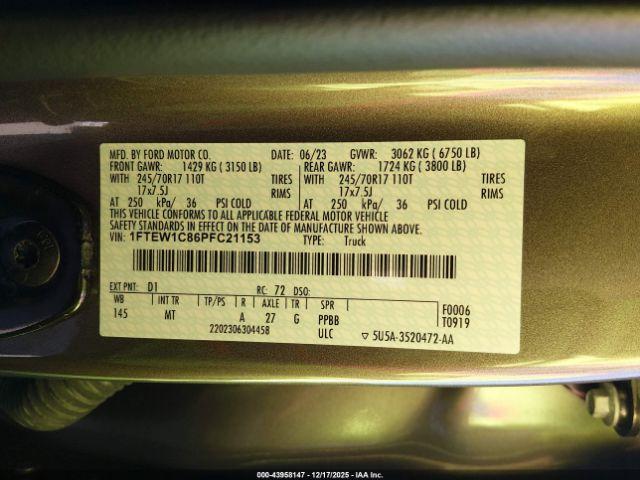 MFD. BY FORD MOTOR CO. DATE: 06/23 GVWR: 3062 KG ( 6750 LB)
FRONT GAWR: 1429 KG ( 3150 LB) REAR GAWR: 1724 KG ( 3800 LB)
WITH 245/70R17 110T TIRES WITH 245/70R17 110T TIRES
17x7.5J RIMS 17x7.5J RIMS
AT 250 kPa/ 36 PSI COLD AT 250 kPa/ 36 PSI COLD
THIS VEHICLE CONFORMS TO ALL APPLICABLE FEDERAL MOTOR VEHICLE
SAFETY STANDARDS IN EFFECT ON THE DATE OF MANUFACTURE SHOWN ABOVE.
VIN: 1FTEW1C86PFC21153 TYPE: Truck
EXT PNT: D1 RC: 72 DSO: F0006
WB INT TR TP/PS R AXLE TR SPR T0919
145 MT A 27 G PPBB
2202306304458 ULC ▽ 5U5A-3520472-AA
000-43958147 - 12/17/2025 - IAA Inc.